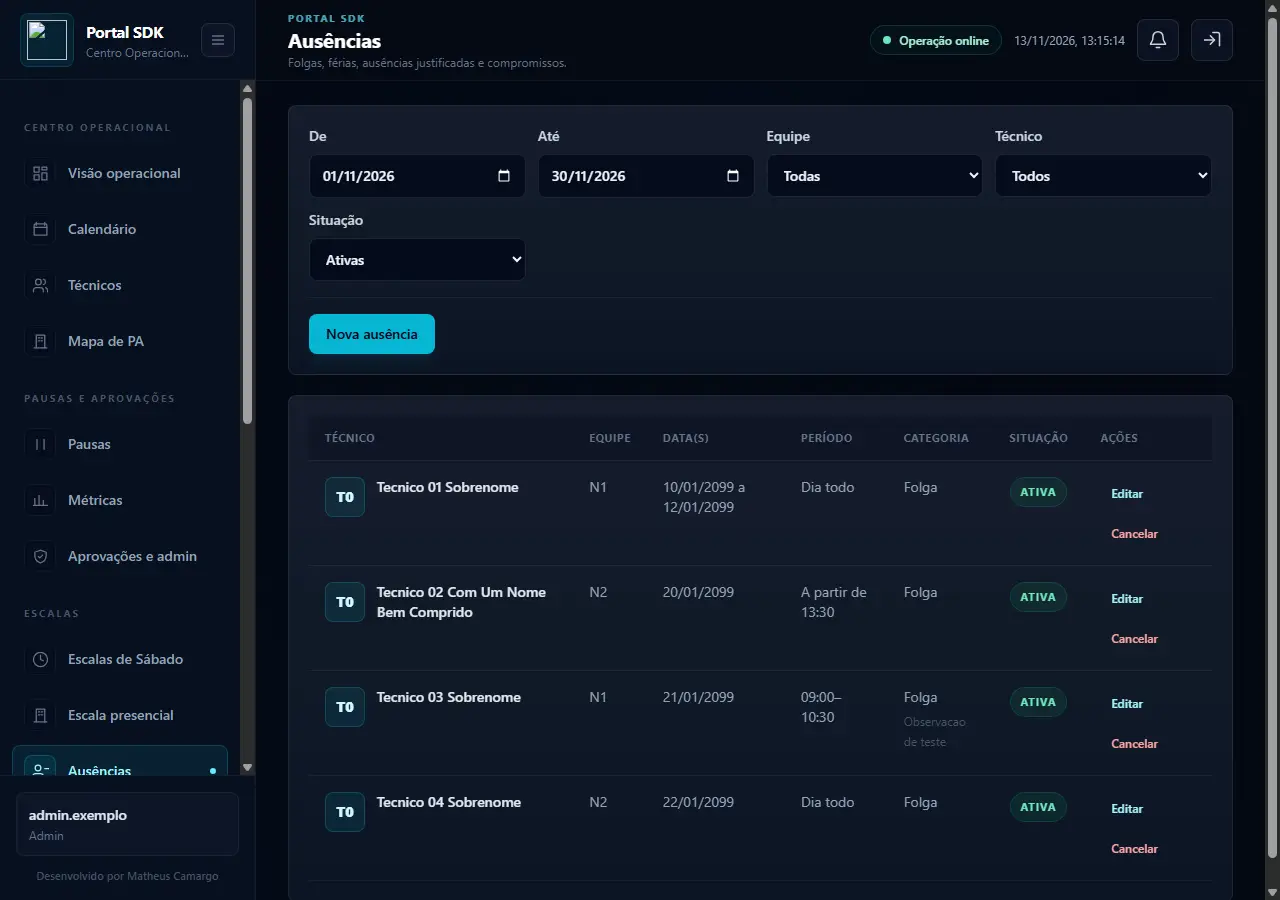 Portal SDK
Centro Operacion...
CENTRO OPERACIONAL
Visão operacional
Calendário
Técnicos
Mapa de PA
PAUSAS E APROVAÇÕES
Pausas
Métricas
Aprovações e admin
ESCALAS
Escalas de Sábado
Escala presencial
Ausências
admin.exemplo
Admin
Desenvolvido por Matheus Camargo
PORTAL SDK
Ausências
Folgas, férias, ausências justificadas e compromissos.
Operação online
13/11/2026, 13:15:14
De
Até
Equipe
Técnico
01/11/2026
30/11/2026
Todas
Todos
Situação
Ativas
Nova ausência
TÉCNICO EQUIPE DATA(S) PERÍODO CATEGORIA SITUAÇÃO AÇÕES
T0 Tecnico 01 Sobrenome N1 10/01/2099 a Dia todo Folga ATIVA Editar
12/01/2099
Cancelar
T0 Tecnico 02 Com Um Nome N2 20/01/2099 A partir de Folga ATIVA Editar
Bem Comprido 13:30
Cancelar
T0 Tecnico 03 Sobrenome N1 21/01/2099 09:00– Folga ATIVA Editar
10:30 Observacao
de teste Cancelar
T0 Tecnico 04 Sobrenome N2 22/01/2099 Dia todo Folga ATIVA Editar
Cancelar